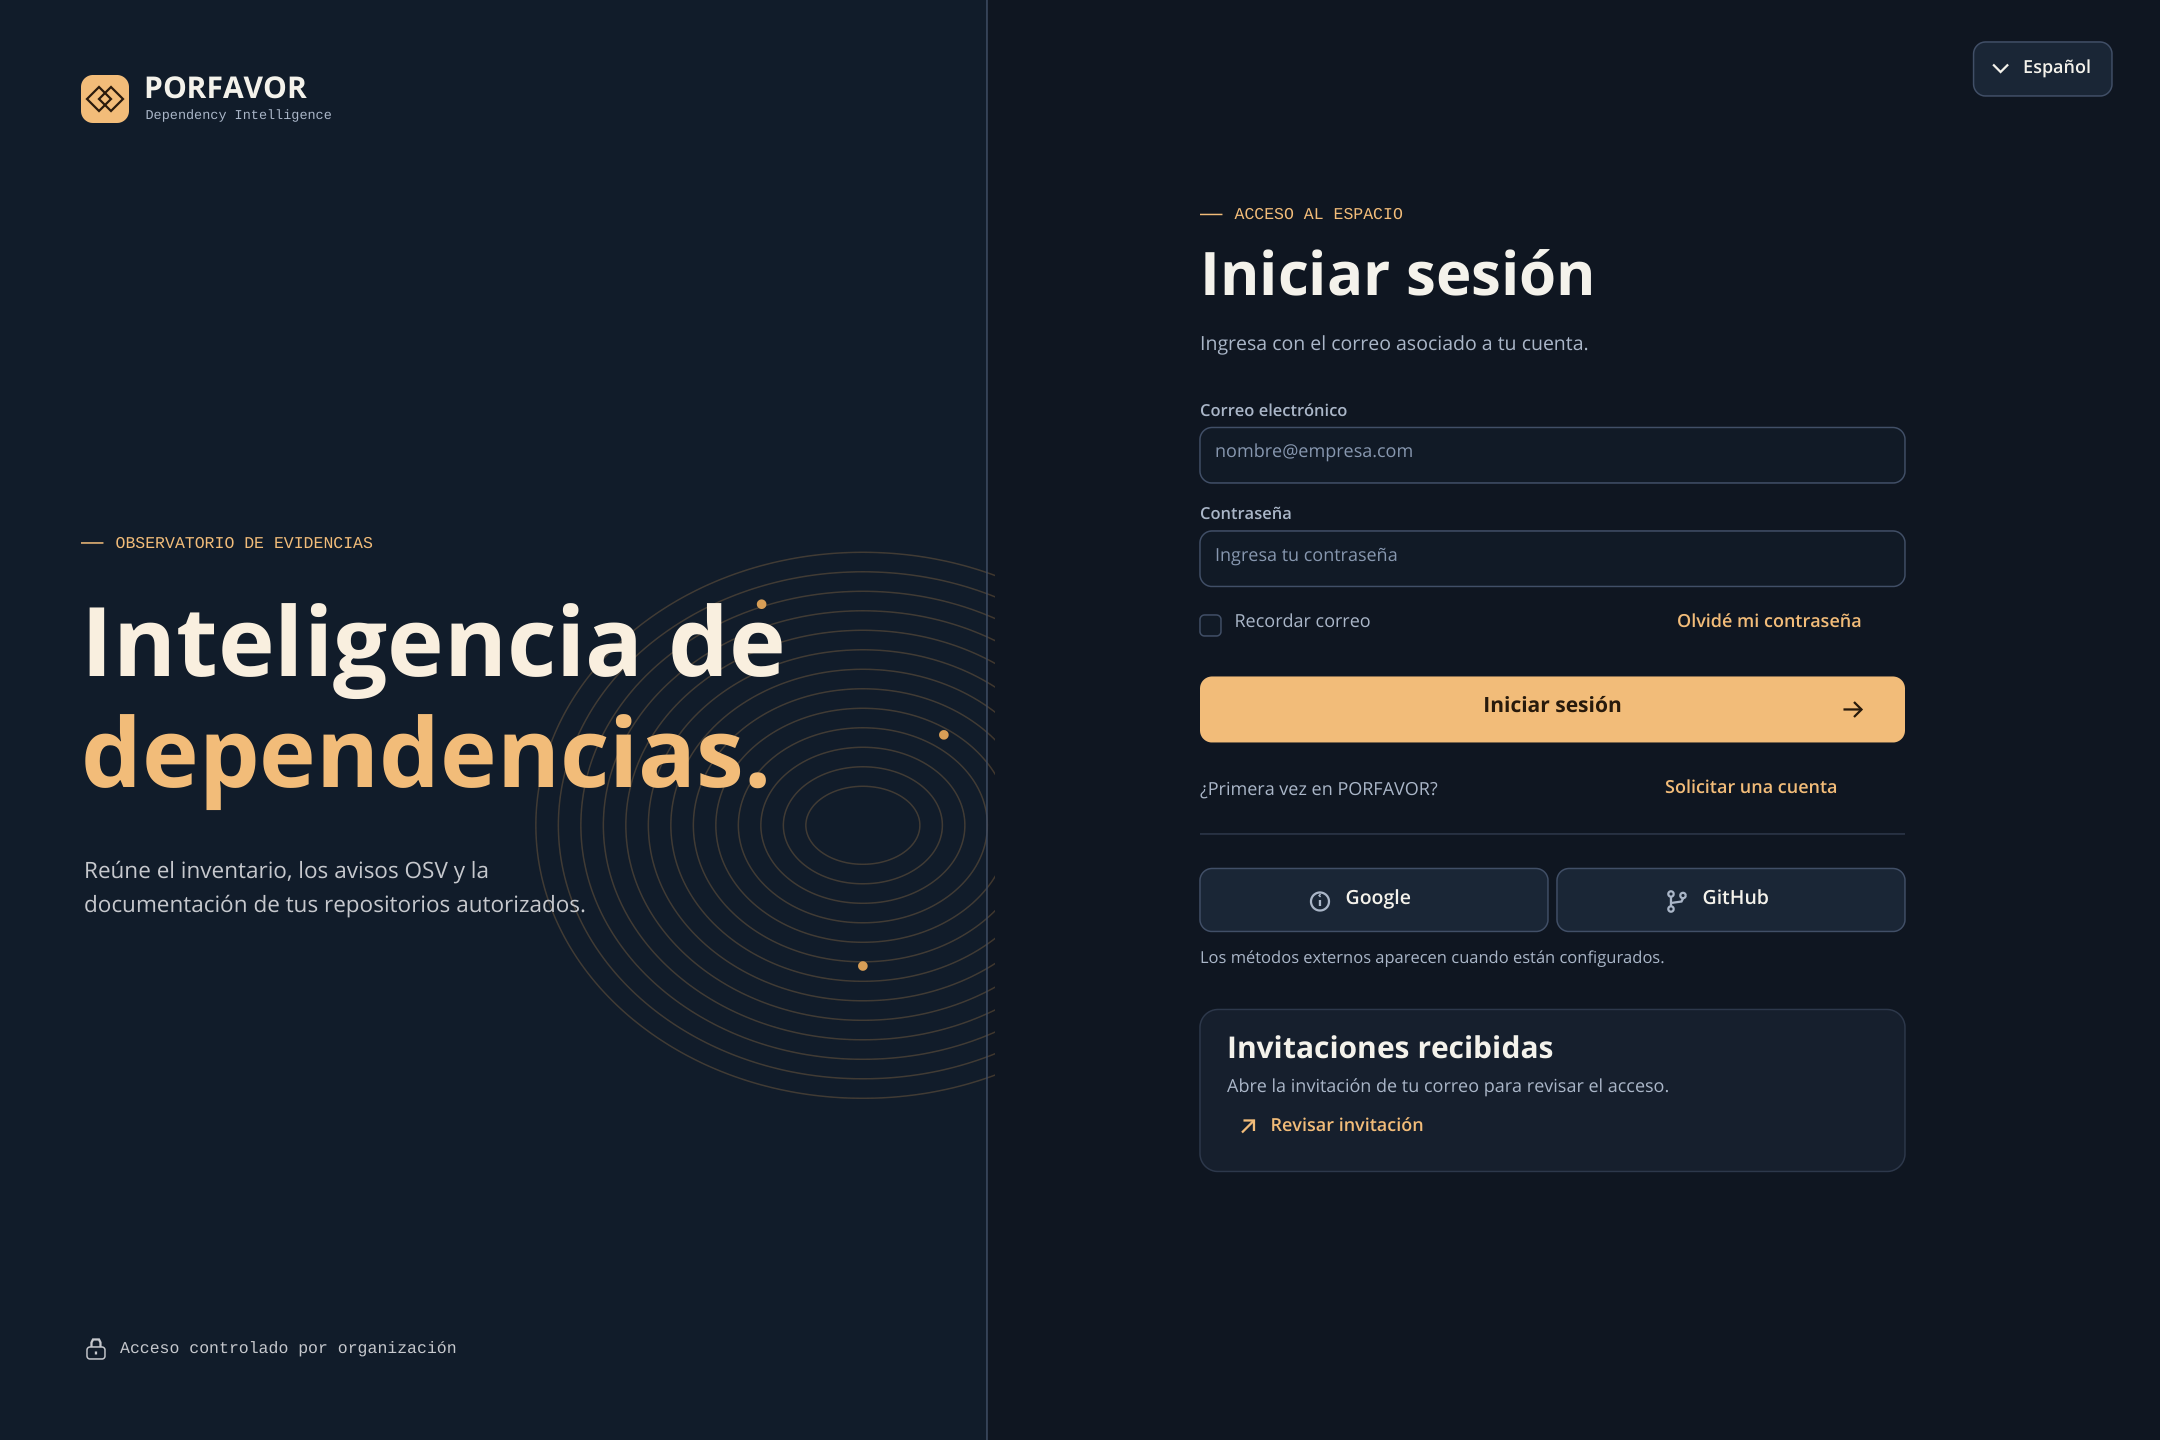 PORFAVOR
Dependency Intelligence
OBSERVATORIO DE EVIDENCIAS
Inteligencia de
dependencias.
Reúne el inventario, los avisos OSV y la
documentación de tus repositorios autorizados.
Acceso controlado por organización
Español
ACCESO AL ESPACIO
Iniciar sesión
Ingresa con el correo asociado a tu cuenta.
Correo electrónico
nombre@empresa.com
Contraseña
Ingresa tu contraseña
Recordar correo
Olvidé mi contraseña
Iniciar sesión
¿Primera vez en PORFAVOR?
Solicitar una cuenta
Google
GitHub
Los métodos externos aparecen cuando están configurados.
Invitaciones recibidas
Abre la invitación de tu correo para revisar el acceso.
Revisar invitación